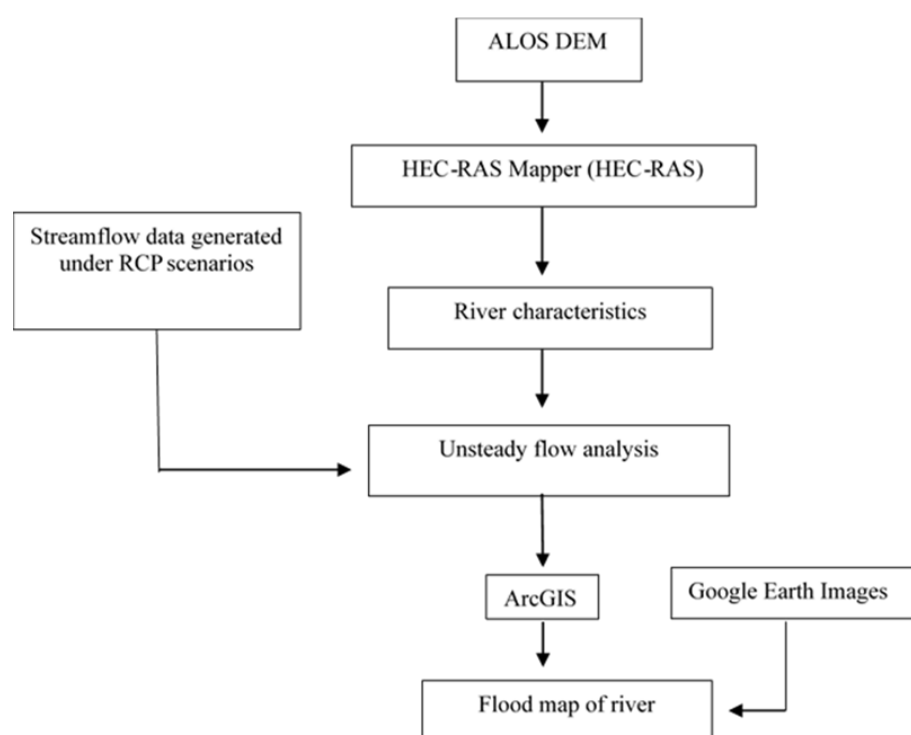 ALOS DEM
HEC-RAS Mapper (HEC-RAS)
Streamflow data generated
under RCP scenarios
River characteristics
Unsteady flow analysis
ArcGIS
Google Earth Images
Flood map of river